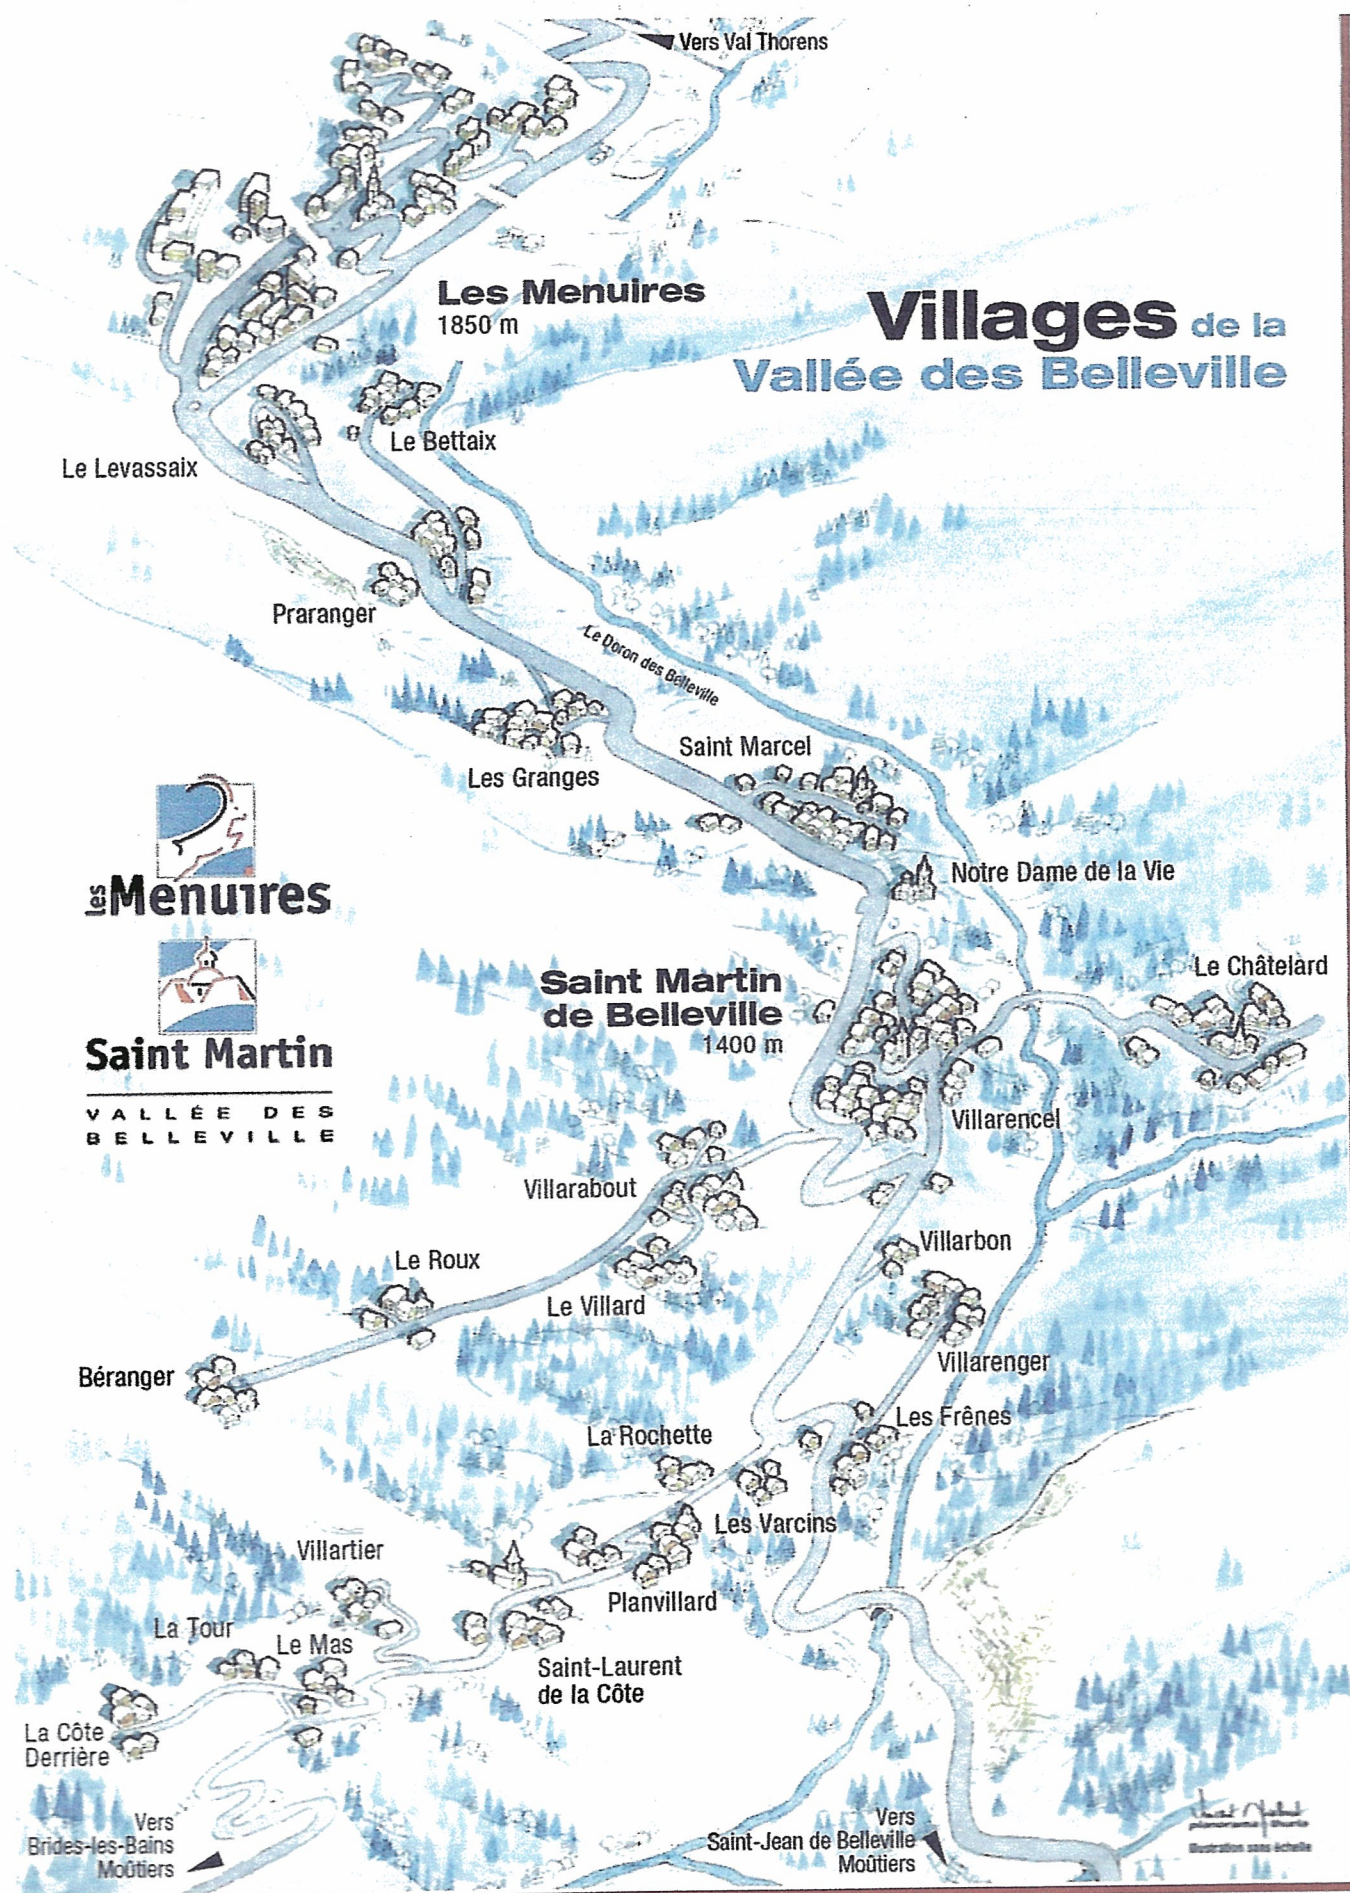 Vers Val Thorens
Les Menuires
1850 m
Villages de la
Vallée des Belleville
Le Bettaix
Le Levassaix
Praranger
Le Doron des Belleville
Saint Marcel
Les Granges
les Menuires
Notre Dame de la Vie
Saint Martin
de Belleville
1400 m
Le Châtelard
Saint Martin
VALLÉE DES
BELLEVILLE
Villarencel
Villarabout
Villarbon
Le Roux
Le Villard
Villarenger
Béranger
Les Frênes
La Rochette
Les Varcins
Villartier
Planvillard
La Tour
Le Mas
Saint-Laurent
de la Côte
La Côte
Derrière
Vers
Brides-les-Bains
Moûtiers
Vers
Saint-Jean de Belleville
Moûtiers
Illustration sans échelle